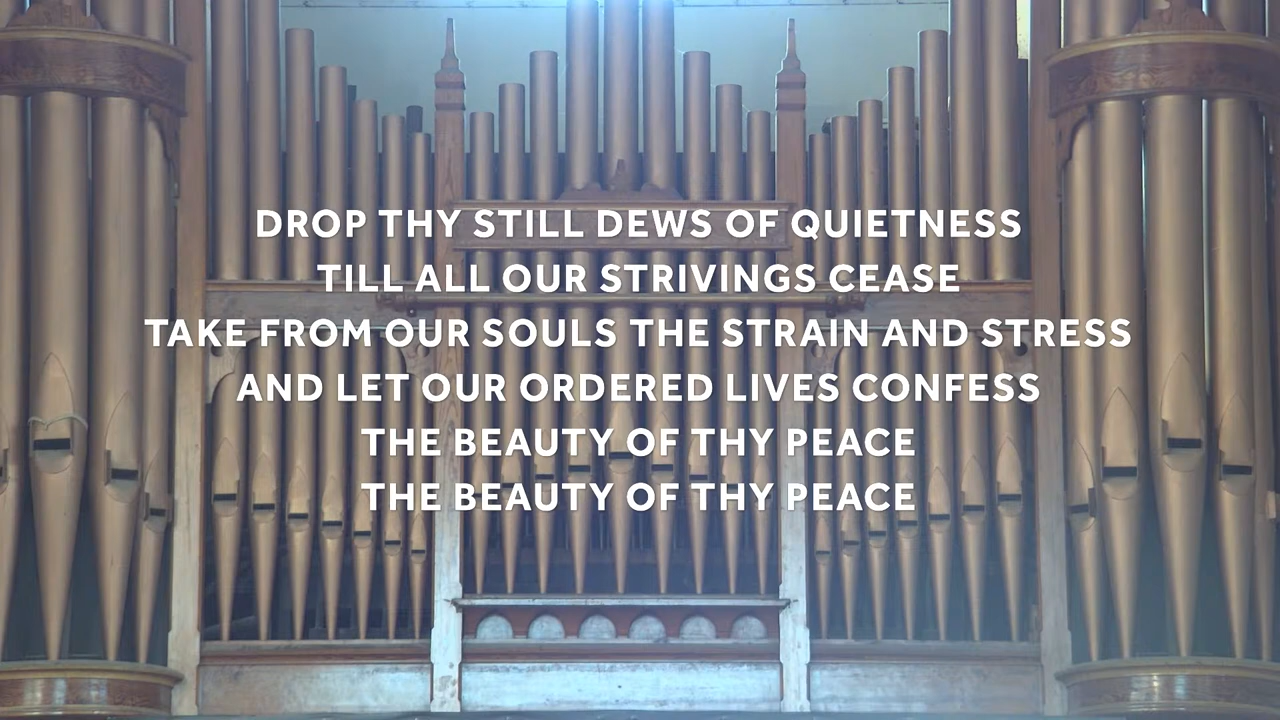 DROP THY STILL DEWS OF QUIETNESS
TILL ALL OUR STRIVINGS CEASE
TAKE FROM OUR SOULS THE STRAIN AND STRESS
AND LET OUR ORDERED LIVES CONFESS
THE BEAUTY OF THY PEACE
THE BEAUTY OF THY PEACE